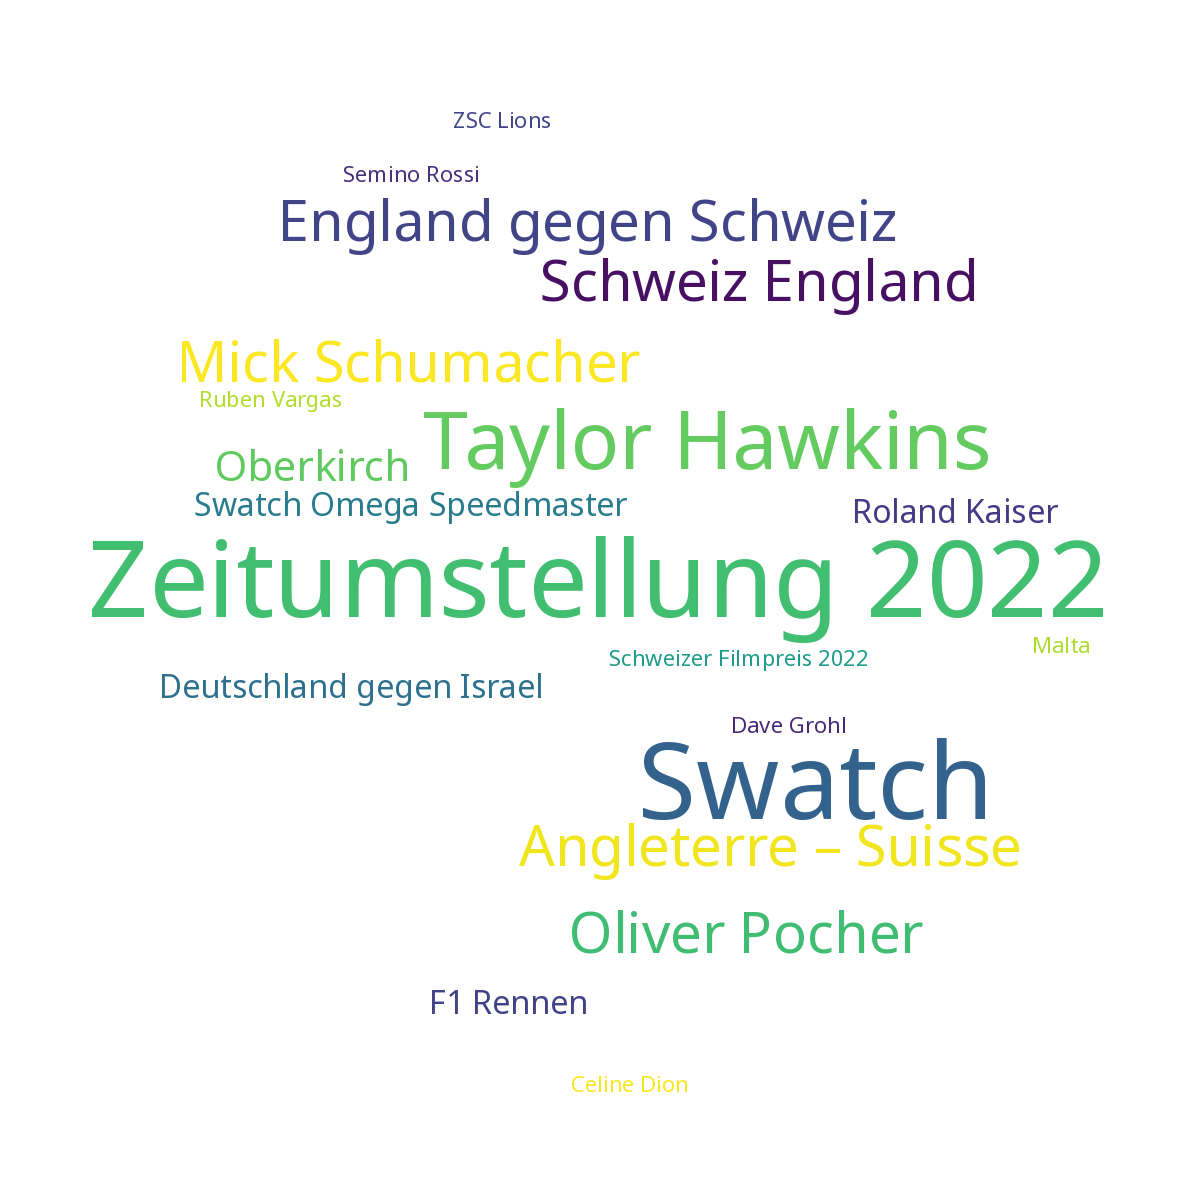 ZSC Lions
Semino Rossi
England gegen Schweiz
Schweiz England
Mick Schumacher
Ruben Vargas
Taylor Hawkins
Oberkirch
Swatch Omega Speedmaster
Roland Kaiser
Zeitumstellung 2022
Malta
Schweizer Filmpreis 2022
Deutschland gegen Israel
Dave Grohl
Swatch
Angleterre – Suisse
Oliver Pocher
F1 Rennen
Celine Dion